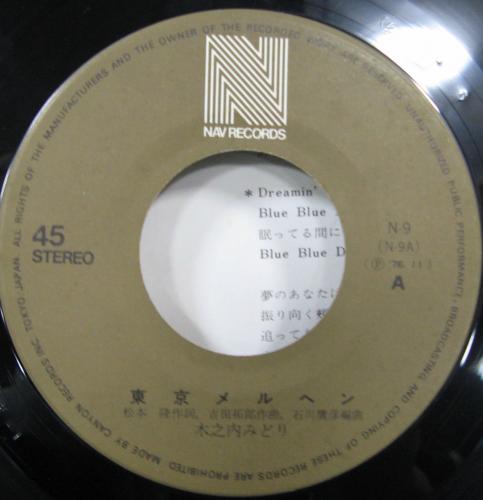 NAV RECORDS
45
STEREO
N-9
(N-9A)
(Ⓟ '76. 11)
A
* Dreamin'
Blue Blue
眠ってる間に
Blue Blue D
夢のあなたに
振り向く
追って
東京メルヘン
松本 隆作詞, 吉田拓郎作曲, 石川鷹彦編曲
木之内みどり
ALL RIGHTS OF THE MANUFACTURERS AND THE OWNER OF THE RECORDED WORK ARE RESERVED. UNAUTHORIZED PUBLIC PERFORMANCE, BROADCASTING AND COPYING OF THESE RECORDS ARE PROHIBITED. MADE BY CANYON RECORDS INC. TOKYO-JAPAN.